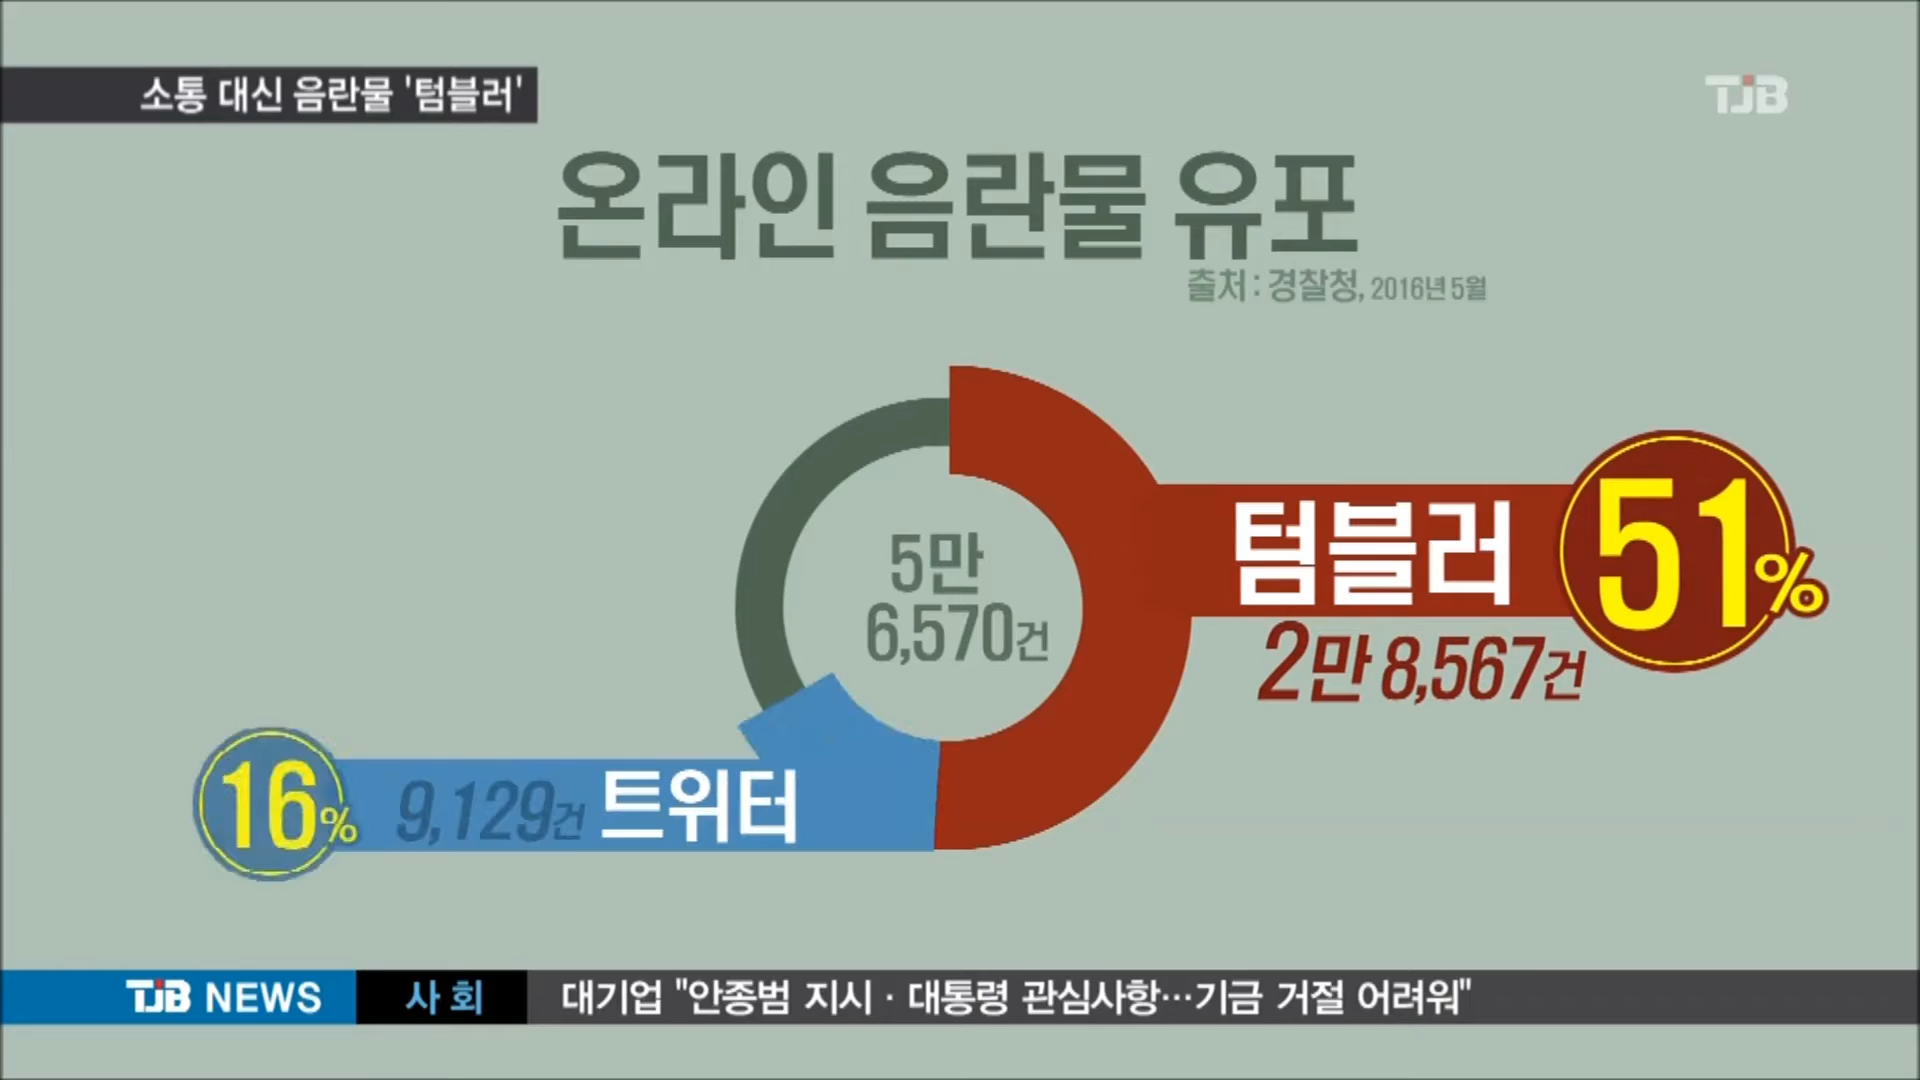 소통 대신 음란물 '텀블러'
TJB
온라인 음란물 유포
출처 : 경찰청, 2016년 5월
5만
6,570건
텀블러
51%
2만 8,567건
16%
9,129건 트위터
TJB NEWS
사회
대기업 "안종범 지시·대통령 관심사항…기금 거절 어려워"